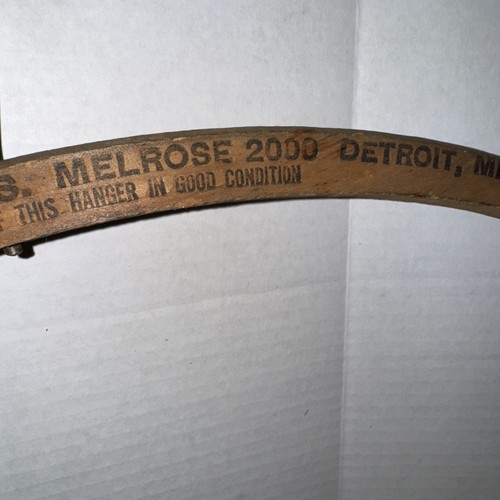 S. MELROSE 2000 DETROIT, MI
THIS HANGER IN GOOD CONDITION